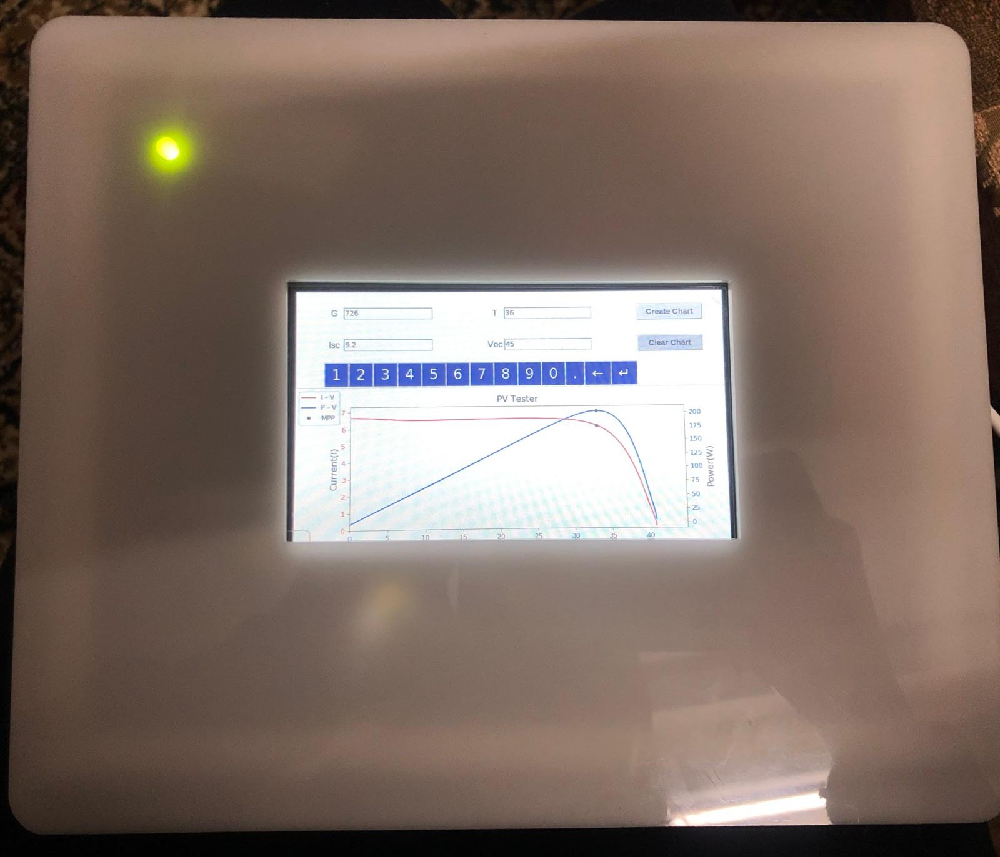 G 726 T 36 Create Chart
Isc 9.2 Voc 45 Clear Chart
1 2 3 4 5 6 7 8 9 0 . ← ↵
PV Tester
I - V
P - V
MPP
Current(I)
7
6
5
4
3
2
1
0
0 5 10 15 20 25 30 35 40
200
175
150
125
100
75
50
25
0
Power(W)